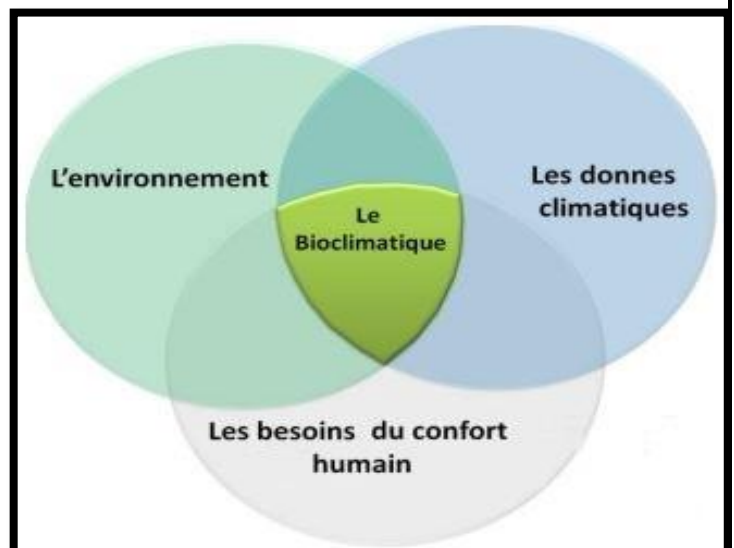 L'environnement
Les donnes
climatiques
Le
Bioclimatique
Les besoins du confort
humain